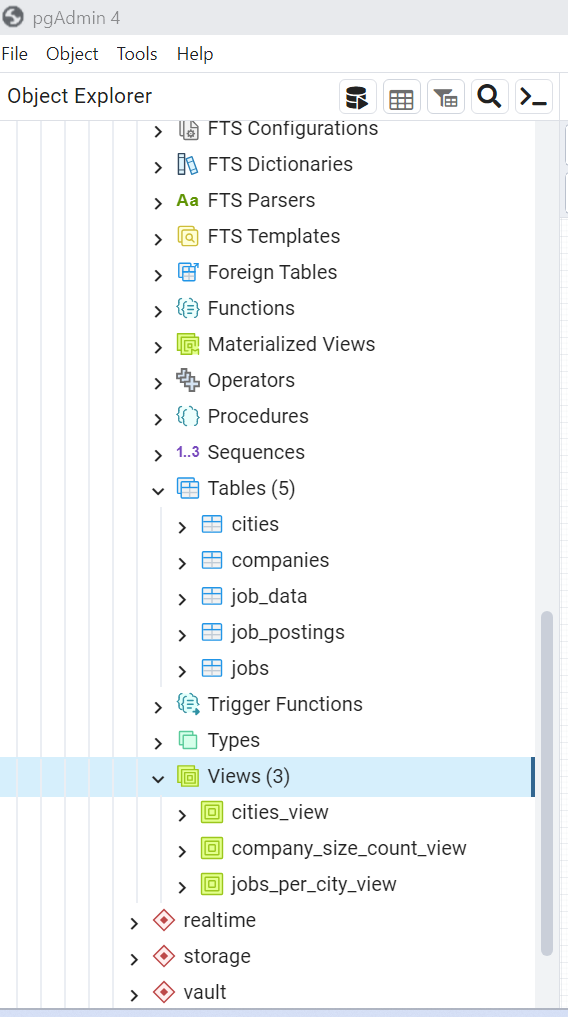 pgAdmin 4
File Object Tools Help
Object Explorer
FTS Configurations
FTS Dictionaries
Aa FTS Parsers
FTS Templates
Foreign Tables
Functions
Materialized Views
Operators
Procedures
1..3 Sequences
Tables (5)
cities
companies
job_data
job_postings
jobs
Trigger Functions
Types
Views (3)
cities_view
company_size_count_view
jobs_per_city_view
realtime
storage
vault